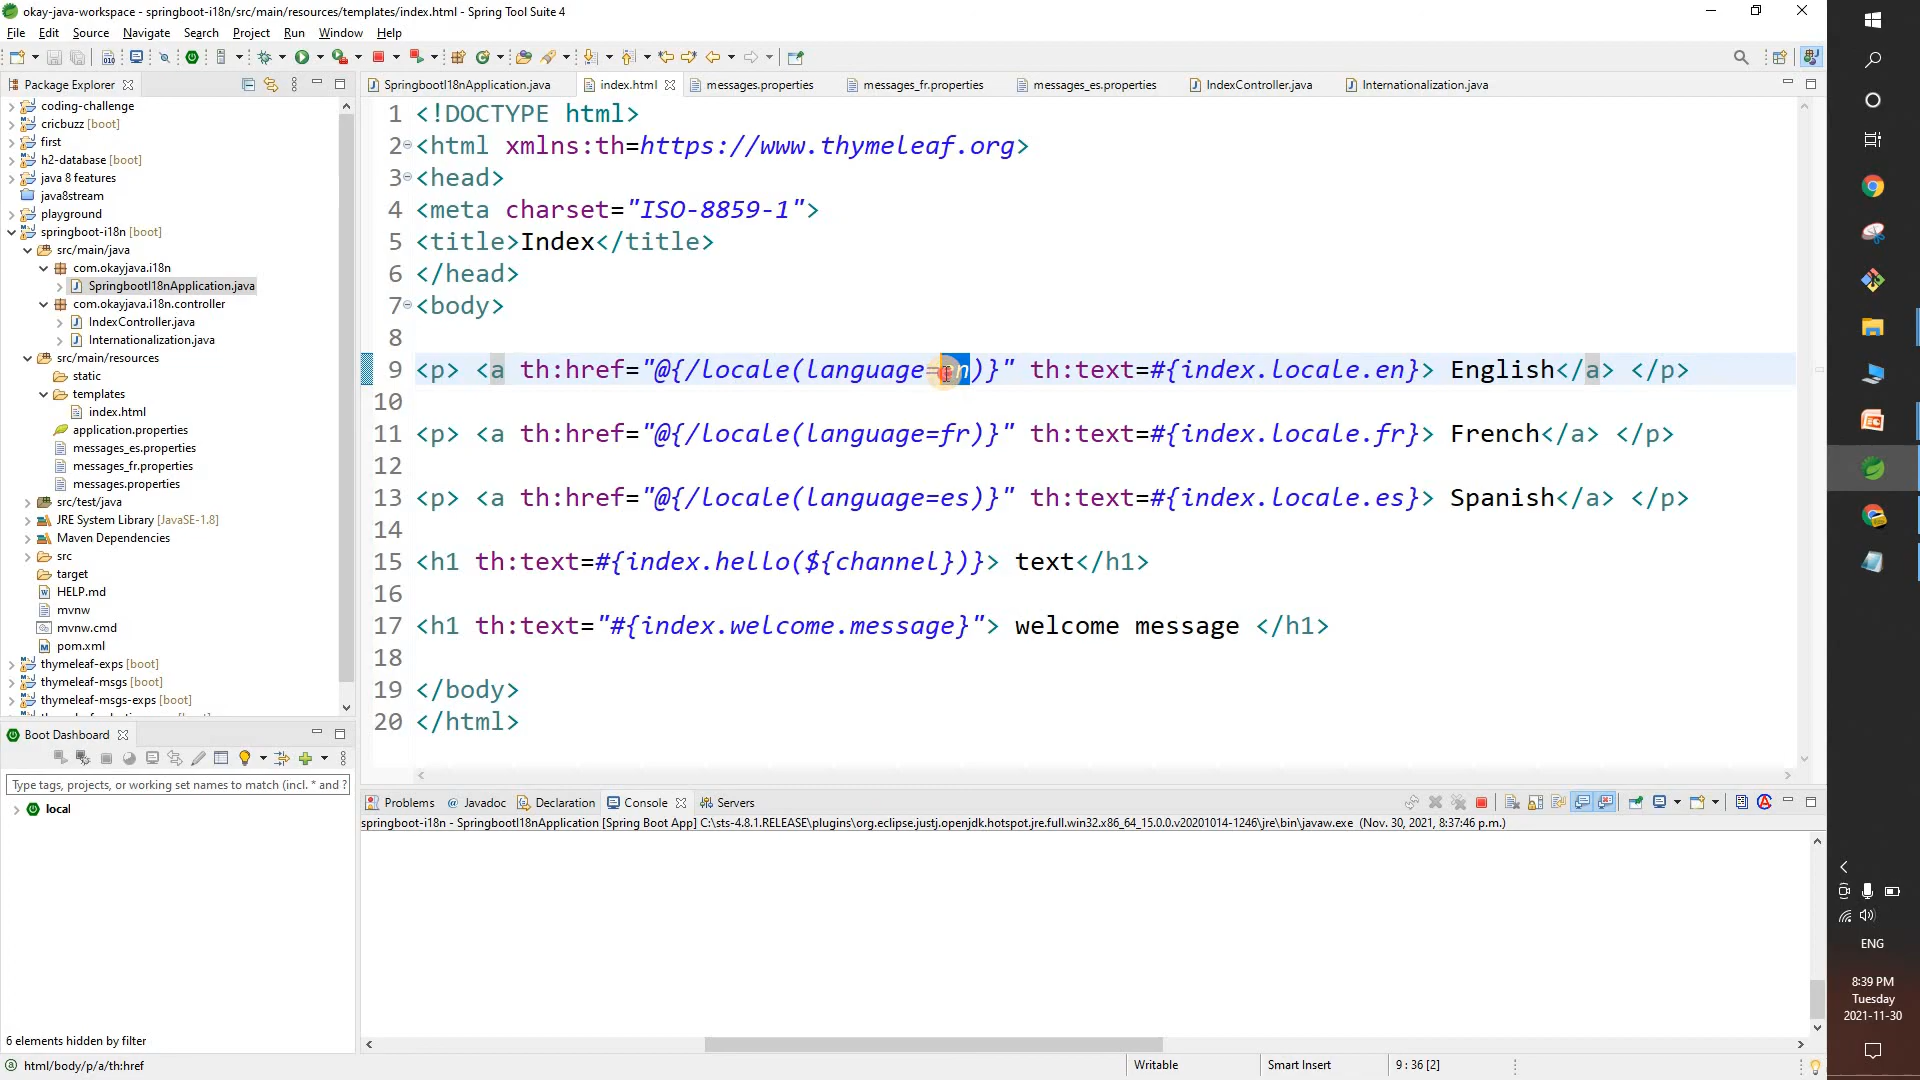 okay-java-workspace - springboot-i18n/src/main/resources/templates/index.html - Spring Tool Suite 4
File Edit Source Navigate Search Project Run Window Help
Package Explorer
coding-challenge
cricbuzz [boot]
first
h2-database [boot]
java 8 features
java8stream
playground
springboot-i18n [boot]
src/main/java
com.okayjava.i18n
SpringbootI18nApplication.java
com.okayjava.i18n.controller
IndexController.java
Internationalization.java
src/main/resources
static
templates
index.html
application.properties
messages_es.properties
messages_fr.properties
messages.properties
src/test/java
JRE System Library [JavaSE-1.8]
Maven Dependencies
src
target
HELP.md
mvnw
mvnw.cmd
pom.xml
thymeleaf-exps [boot]
thymeleaf-msgs [boot]
thymeleaf-msgs-exps [boot]
Boot Dashboard
Type tags, projects, or working set names to match (incl. * and ?
local
6 elements hidden by filter
SpringbootI18nApplication.java index.html messages.properties messages_fr.properties messages_es.properties IndexController.java Internationalization.java
1 <!DOCTYPE html>
2 <html xmlns:th=https://www.thymeleaf.org>
3 <head>
4 <meta charset="ISO-8859-1">
5 <title>Index</title>
6 </head>
7 <body>
8
9 <p> <a th:href="@{/locale(language=en)}" th:text=#{index.locale.en}> English</a> </p>
10
11 <p> <a th:href="@{/locale(language=fr)}" th:text=#{index.locale.fr}> French</a> </p>
12
13 <p> <a th:href="@{/locale(language=es)}" th:text=#{index.locale.es}> Spanish</a> </p>
14
15 <h1 th:text=#{index.hello(${channel})}> text</h1>
16
17 <h1 th:text="#{index.welcome.message}"> welcome message </h1>
18
19 </body>
20 </html>
Problems Javadoc Declaration Console Servers
springboot-i18n - SpringbootI18nApplication [Spring Boot App] C:\sts-4.8.1.RELEASE\plugins\org.eclipse.justj.openjdk.hotspot.jre.full.win32.x86_64_15.0.0.v20201014-1246\jre\bin\javaw.exe (Nov. 30, 2021, 8:37:46 p.m.)
html/body/p/a/th:href
Writable Smart Insert 9 : 36 [2]
ENG
8:39 PM
Tuesday
2021-11-30